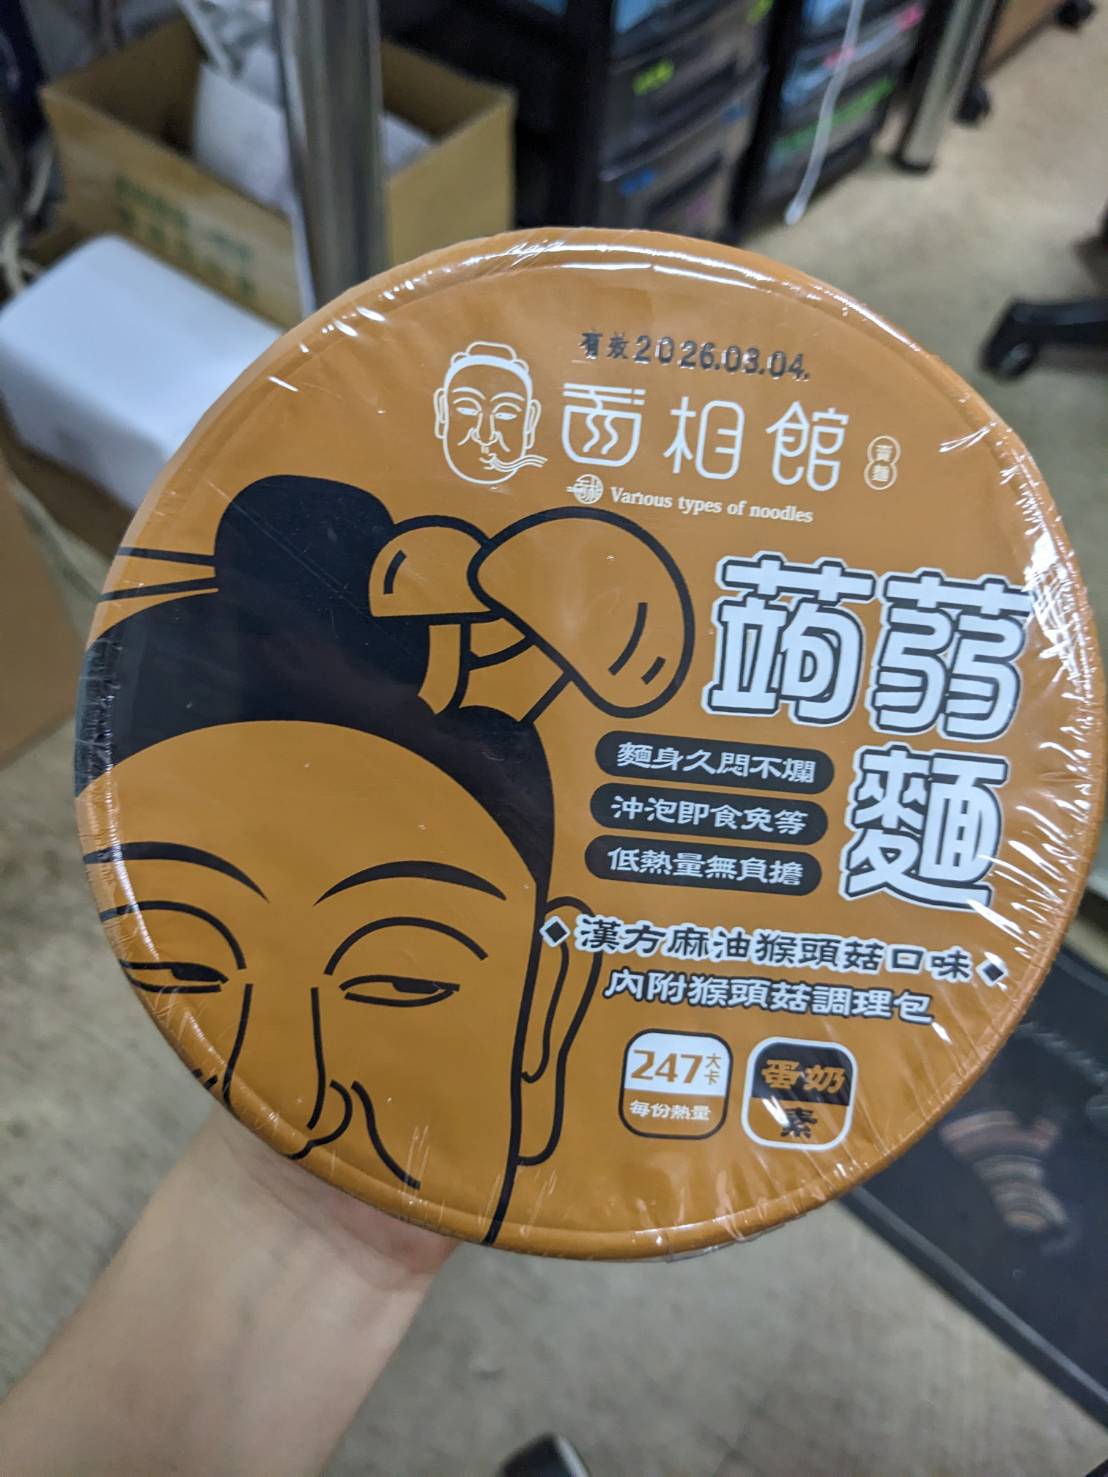 有效2026.03.04.
面相館
Various types of noodles
蒟蒻
麵
麵身久悶不爛
沖泡即食免等
低熱量無負擔
漢方麻油猴頭菇口味
內附猴頭菇調理包
247大卡
每份熱量
蛋奶
素